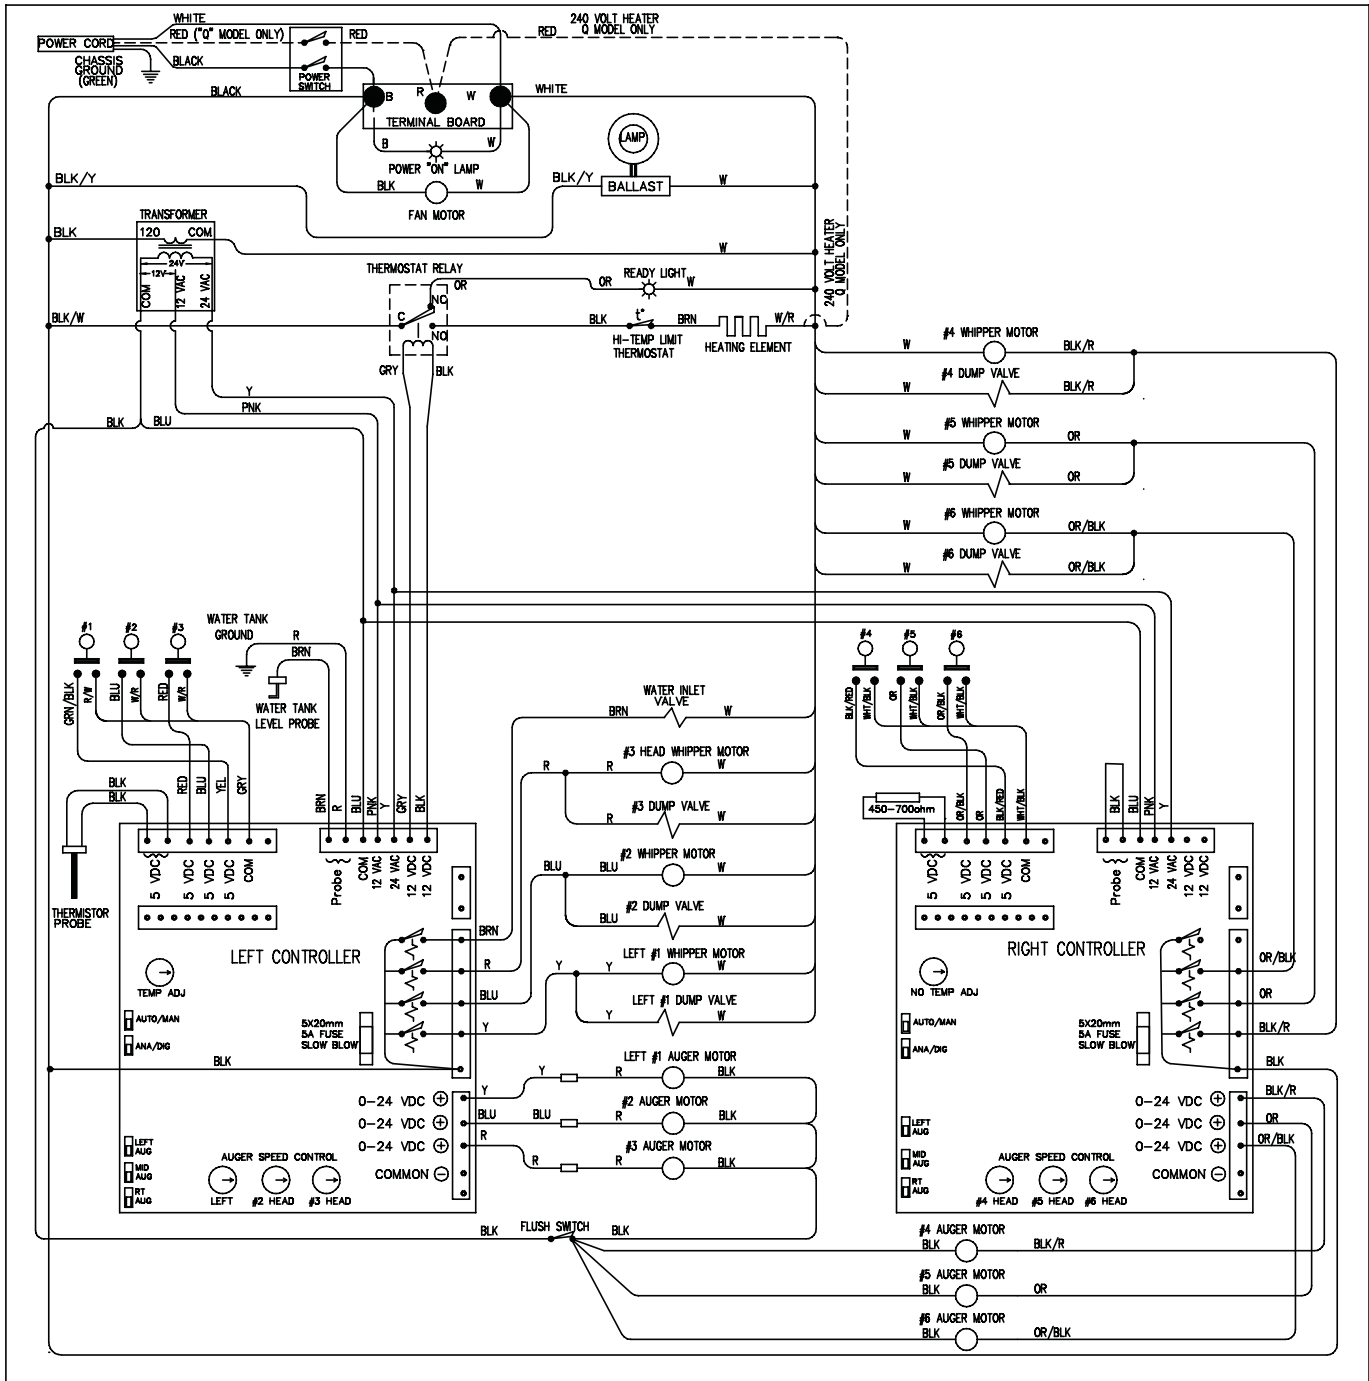 WHITE
240 VOLT HEATER
Q MODEL ONLY
RED ("Q" MODEL ONLY)
RED
RED
POWER CORD
CHASSIS
GROUND
(GREEN)
BLACK
POWER
SWITCH
BLACK
B
R
W
WHITE
TERMINAL BOARD
B
W
POWER "ON" LAMP
BLK
W
FAN MOTOR
LAMP
BLK/Y
BLK/Y
BALLAST
W
TRANSFORMER
120
COM
BLK
W
24V
12V
COM
12 VAC
24 VAC
240 VOLT HEATER
Q MODEL ONLY
THERMOSTAT RELAY
OR
NC
C
NO
OR
READY LIGHT
W
BLK/W
BLK
t°
BRN
W/R
HI-TEMP LIMIT
THERMOSTAT
HEATING ELEMENT
GRY
BLK
Y
PNK
BLK
BLU
#4 WHIPPER MOTOR
W
BLK/R
#4 DUMP VALVE
W
BLK/R
#5 WHIPPER MOTOR
W
OR
#5 DUMP VALVE
W
OR
#6 WHIPPER MOTOR
W
OR/BLK
#6 DUMP VALVE
W
OR/BLK
#1
#2
#3
WATER TANK
GROUND
R
BRN
WATER TANK
LEVEL PROBE
GRN/BLK
R/W
BLU
W/R
RED
W/R
BLK
BLK
RED
BLU
YEL
GRY
BRN
R
BLU
PNK
Y
GRY
BLK
#4
#5
#6
BLK/RED
WHT/BLK
OR
WHT/BLK
OR/BLK
WHT/BLK
450-700ohm
OR/BLK
OR
BLK/RED
WHT/BLK
BLK
BLU
PNK
Y
WATER INLET
VALVE
BRN
W
#3 HEAD WHIPPER MOTOR
R
R
W
#3 DUMP VALVE
R
W
#2 WHIPPER MOTOR
BLU
BLU
W
#2 DUMP VALVE
BLU
W
LEFT #1 WHIPPER MOTOR
Y
Y
W
LEFT #1 DUMP VALVE
Y
W
THERMISTOR
PROBE
5 VDC
5 VDC
5 VDC
5 VDC
COM
Probe
COM
12 VAC
24 VAC
12 VDC
12 VDC
LEFT CONTROLLER
TEMP ADJ
AUTO/MAN
ANA/DIG
5X20mm
5A FUSE
SLOW BLOW
BRN
R
BLU
Y
BLK
0-24 VDC +
0-24 VDC +
0-24 VDC +
COMMON −
LEFT
AUG
MID
AUG
RT
AUG
AUGER SPEED CONTROL
LEFT
#2 HEAD
#3 HEAD
Y
BLU
R
LEFT #1 AUGER MOTOR
Y
R
BLK
#2 AUGER MOTOR
BLU
R
BLK
#3 AUGER MOTOR
R
R
BLK
5 VDC
5 VDC
5 VDC
5 VDC
COM
Probe
COM
12 VAC
24 VAC
12 VDC
12 VDC
RIGHT CONTROLLER
NO TEMP ADJ
AUTO/MAN
ANA/DIG
5X20mm
5A FUSE
SLOW BLOW
OR/BLK
OR
BLK/R
BLK
0-24 VDC +
0-24 VDC +
0-24 VDC +
COMMON −
BLK/R
OR
OR/BLK
LEFT
AUG
MID
AUG
RT
AUG
AUGER SPEED CONTROL
#4 HEAD
#5 HEAD
#6 HEAD
BLK
FLUSH SWITCH
BLK
#4 AUGER MOTOR
BLK
BLK/R
#5 AUGER MOTOR
BLK
OR
#6 AUGER MOTOR
BLK
OR/BLK